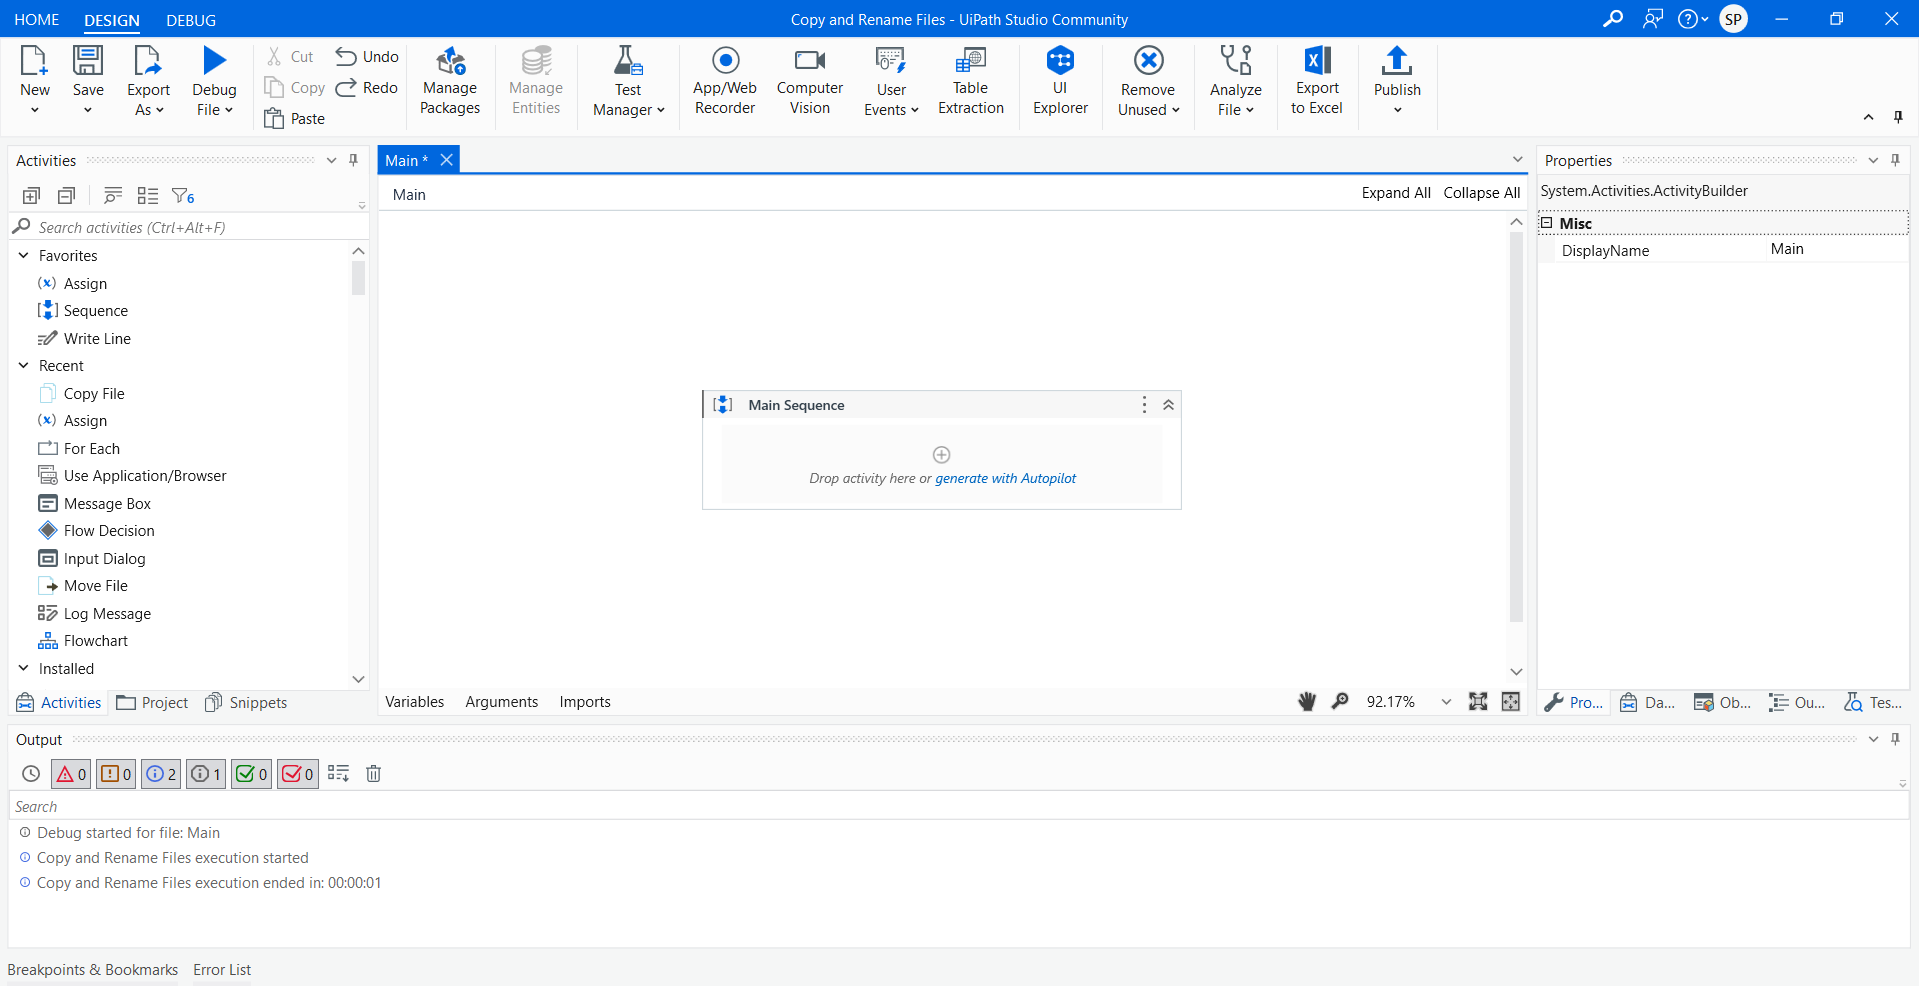 HOME DESIGN DEBUG Copy and Rename Files - UiPath Studio Community SP
New Save Export As Debug File
Cut Undo
Copy Redo
Paste
Manage Packages
Manage Entities
Test Manager
App/Web Recorder
Computer Vision
User Events
Table Extraction
UI Explorer
Remove Unused
Analyze File
Export to Excel
Publish
Activities
6
Search activities (Ctrl+Alt+F)
Favorites
Assign
Sequence
Write Line
Recent
Copy File
Assign
For Each
Use Application/Browser
Message Box
Flow Decision
Input Dialog
Move File
Log Message
Flowchart
Installed
Activities Project Snippets
Main *
Main Expand All Collapse All
Main Sequence
Drop activity here or generate with Autopilot
Variables Arguments Imports 92.17%
Properties
System.Activities.ActivityBuilder
Misc
DisplayName Main
Pro... Da... Ob... Ou... Tes...
Output
0 0 2 1 0 0
Search
Debug started for file: Main
Copy and Rename Files execution started
Copy and Rename Files execution ended in: 00:00:01
Breakpoints & Bookmarks Error List